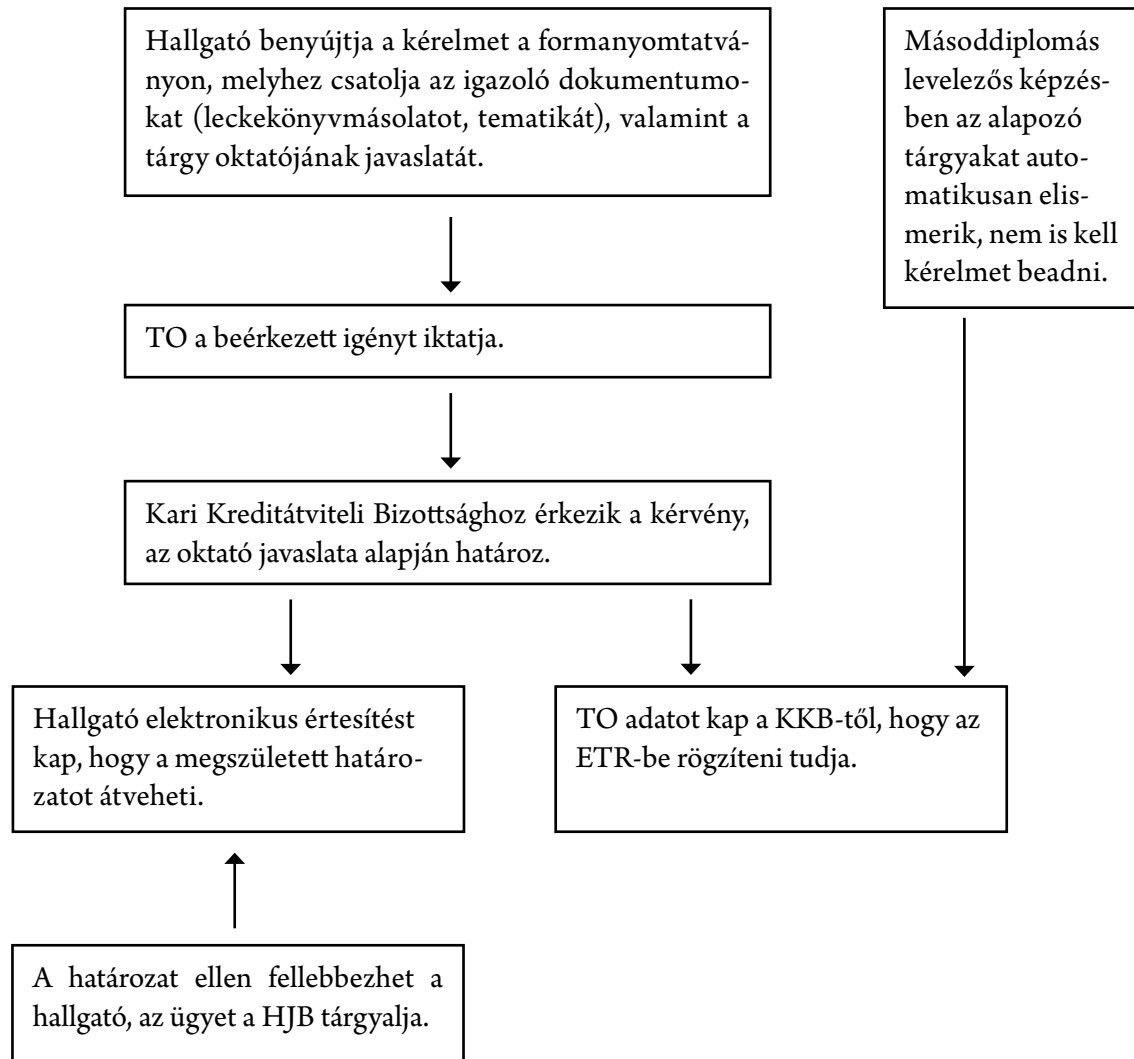 Hallgató benyújtja a kérelmet a formanyomtatvá-
nyon, melyhez csatolja az igazoló dokumentumo-
kat (leckekönyvmásolatot, tematikát), valamint a
tárgy oktatójának javaslatát.
Másoddiplomás
levelezős képzés-
ben az alapozó
tárgyakat auto-
matikusan elis-
merik, nem is kell
kérelmet beadni.
TO a beérkezett igényt iktatja.
Kari Kreditátviteli Bizottsághoz érkezik a kérvény,
az oktató javaslata alapján határoz.
Hallgató elektronikus értesítést
kap, hogy a megszületett határo-
zatot átveheti.
TO adatot kap a KKB-től, hogy az
ETR-be rögzíteni tudja.
A határozat ellen fellebbezhet a
hallgató, az ügyet a HJB tárgyalja.